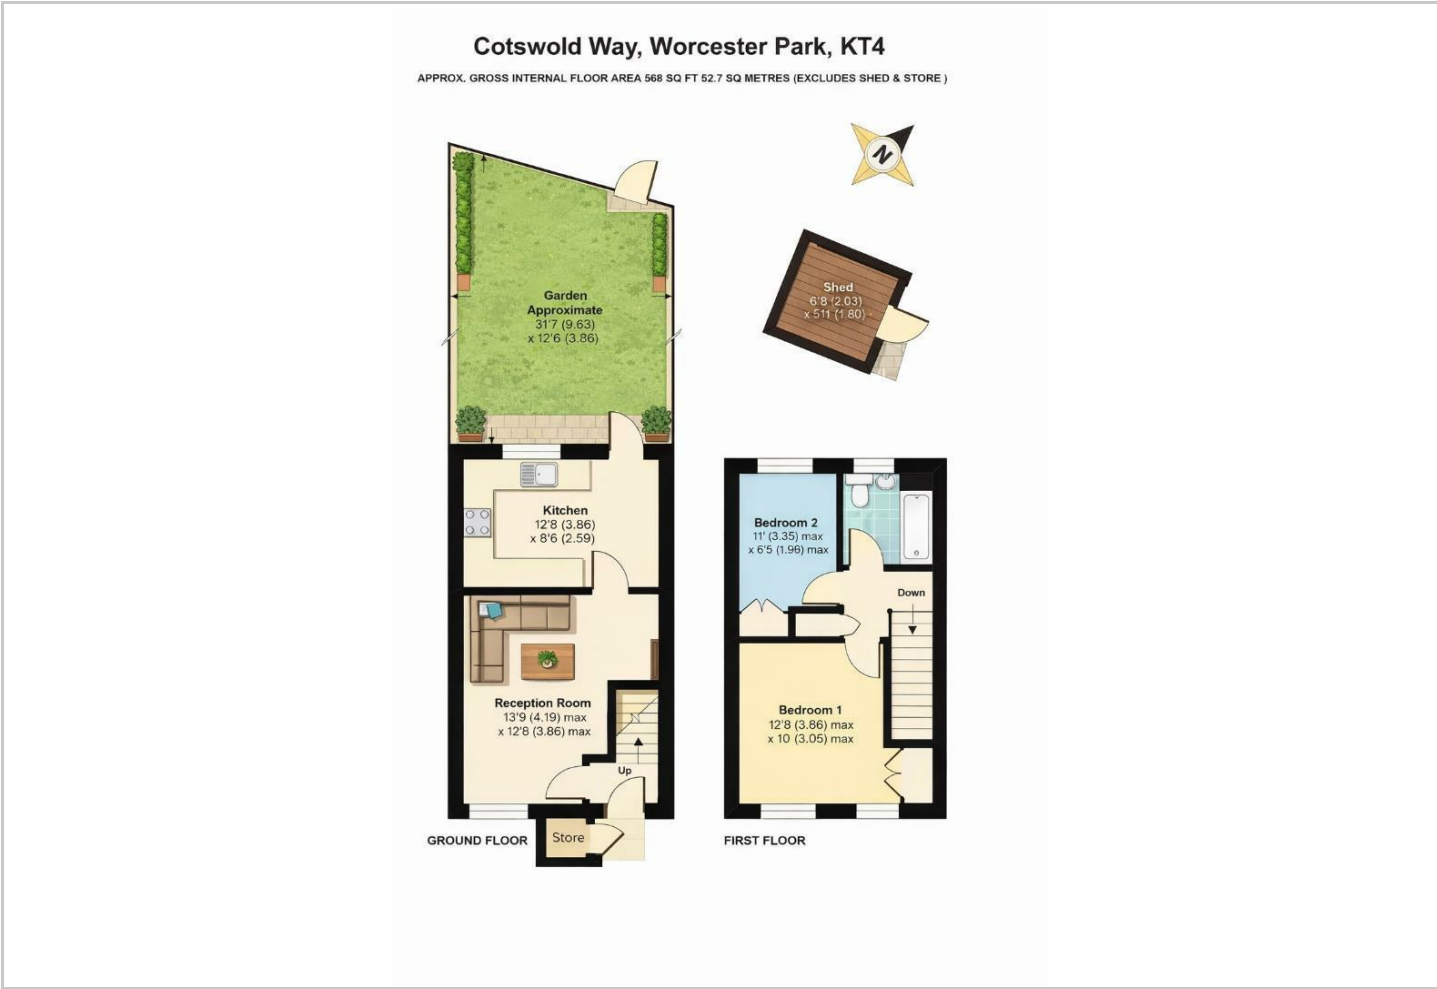 Cotswold Way, Worcester Park, KT4
APPROX. GROSS INTERNAL FLOOR AREA 568 SQ FT 52.7 SQ METRES (EXCLUDES SHED & STORE )
N
Shed
6'8 (2.03)
x 511 (1.80)
Garden
Approximate
31'7 (9.63)
x 12'6 (3.86)
Kitchen
12'8 (3.86)
x 8'6 (2.59)
Reception Room
13'9 (4.19) max
x 12'8 (3.86) max
Up
Store
GROUND FLOOR
Bedroom 2
11' (3.35) max
x 6'5 (1.96) max
Down
Bedroom 1
12'8 (3.86) max
x 10 (3.05) max
FIRST FLOOR